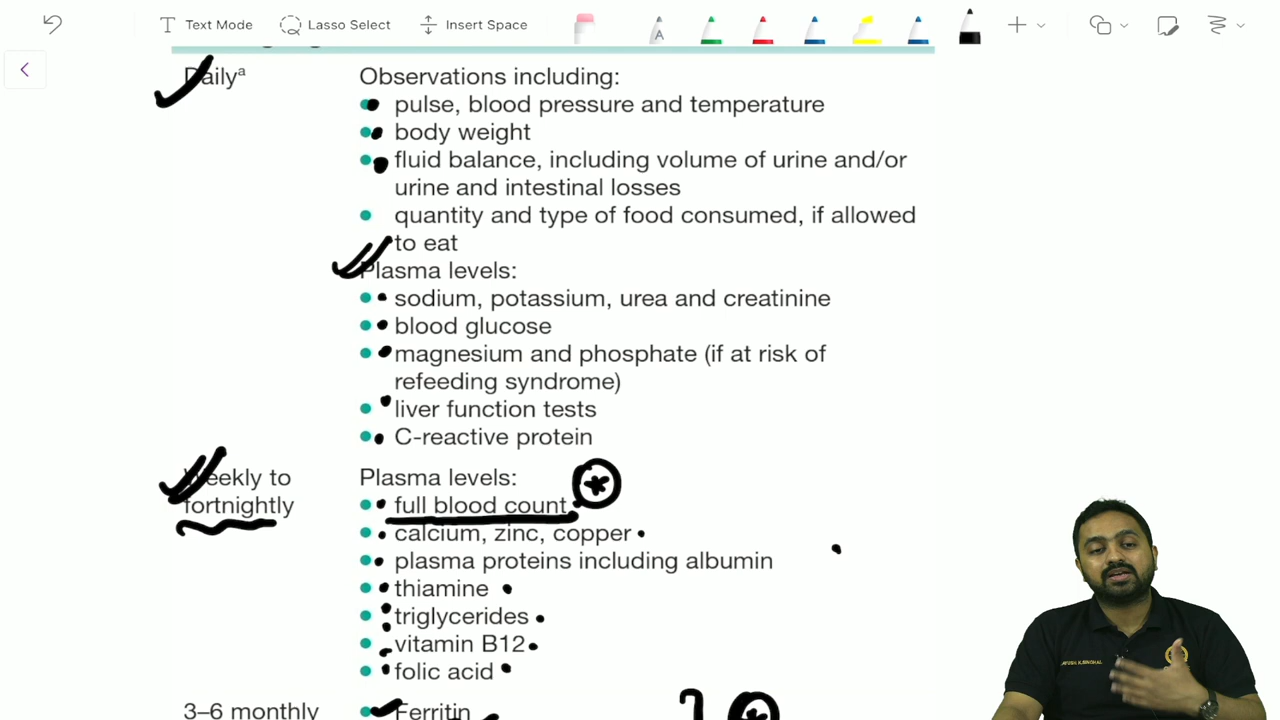 Text Mode
Lasso Select
Insert Space
A
Dailyᵃ
Observations including:
pulse, blood pressure and temperature
body weight
fluid balance, including volume of urine and/or
urine and intestinal losses
quantity and type of food consumed, if allowed
to eat
Plasma levels:
sodium, potassium, urea and creatinine
blood glucose
magnesium and phosphate (if at risk of
refeeding syndrome)
liver function tests
C-reactive protein
Weekly to
fortnightly
Plasma levels:
full blood count
calcium, zinc, copper
plasma proteins including albumin
thiamine
triglycerides
vitamin B12
folic acid
3–6 monthly
Ferritin